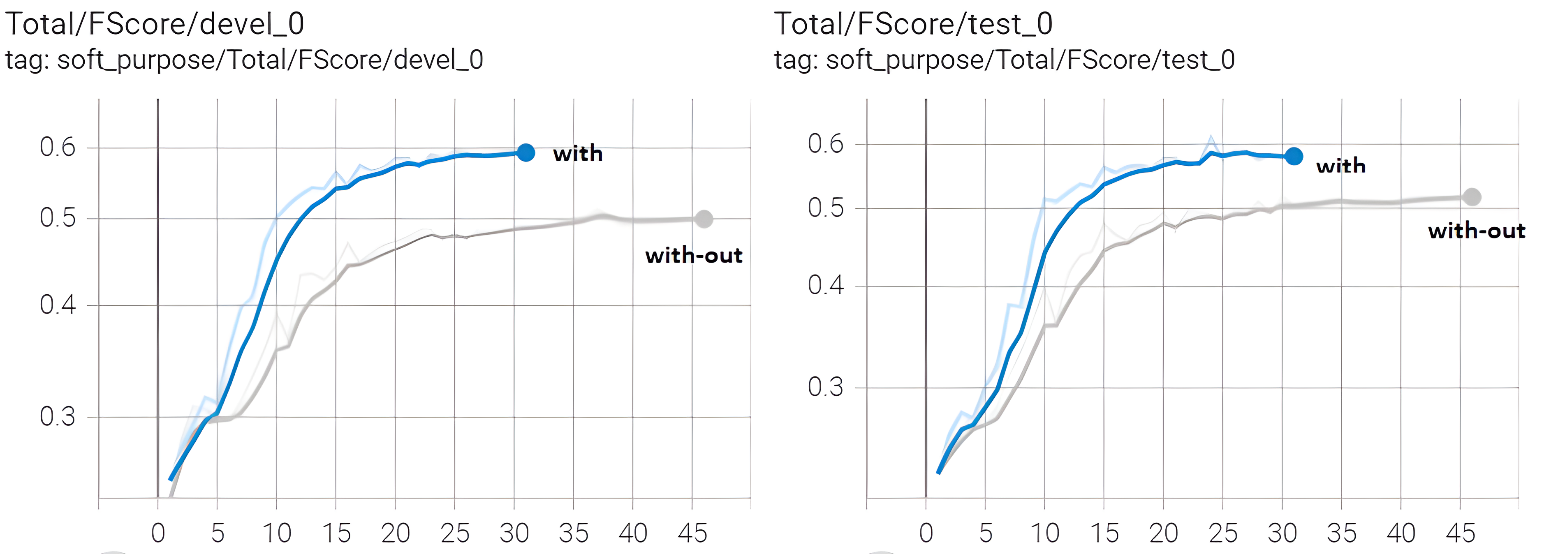 Total/FScore/devel_0
tag: soft_purpose/Total/FScore/devel_0
0.6
0.5
0.4
0.3
with
with-out
0 5 10 15 20 25 30 35 40 45
Total/FScore/test_0
tag: soft_purpose/Total/FScore/test_0
0.6
0.5
0.4
0.3
with
with-out
0 5 10 15 20 25 30 35 40 45